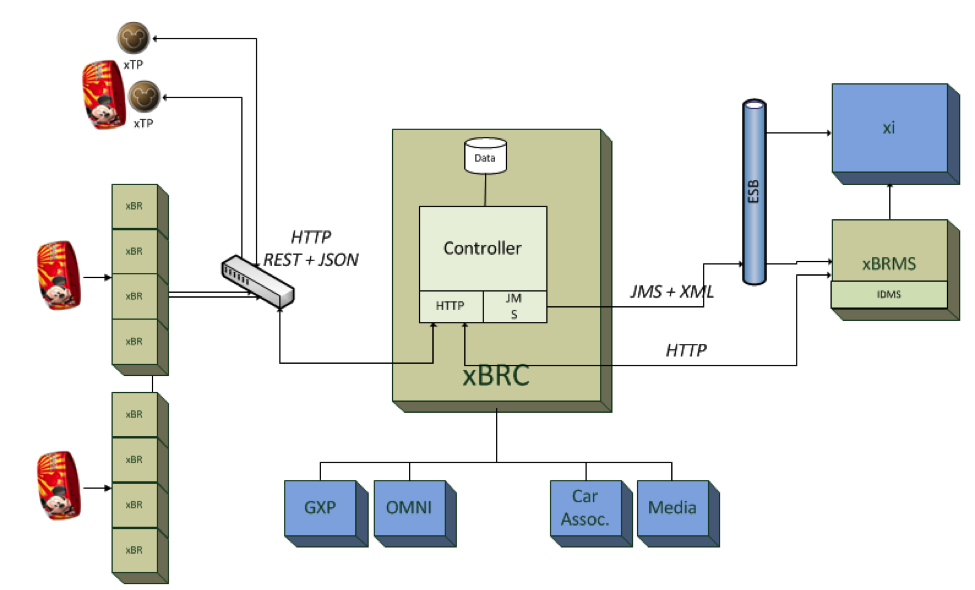 xTP
xTP
xBR
xBR
xBR
xBR
xBR
xBR
xBR
xBR
HTTP
REST + JSON
Data
Controller
HTTP
JM
S
xBRC
JMS + XML
HTTP
ESB
xi
xBRMS
IDMS
GXP
OMNI
Car
Assoc.
Media